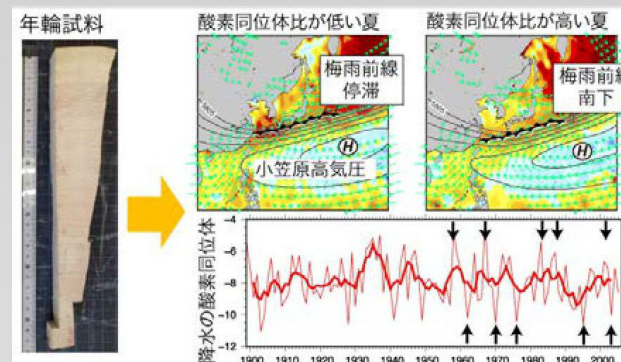 年輪試料
酸素同位体比が低い夏
酸素同位体比が高い夏
梅雨前線
停滞
H
小笠原高気圧
梅雨前線
南下
H
降水の酸素同位体
-4
-6
-8
-10
-12
1900 1910 1920 1930 1940 1950 1960 1970 1980 1990 2000